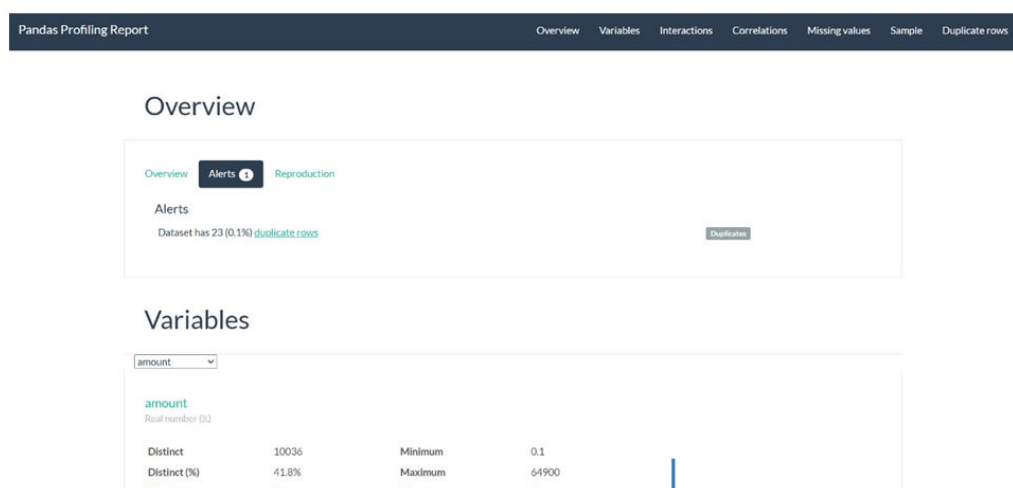 Pandas Profiling Report Overview Variables Interactions Correlations Missing values Sample Duplicate rows
Overview
Overview Alerts 1 Reproduction
Alerts
Dataset has 23 (0.1%) duplicate rows Duplicates
Variables
amount
amount
Real number (ℝ)
Distinct 10036 Minimum 0.1
Distinct (%) 41.8% Maximum 64900